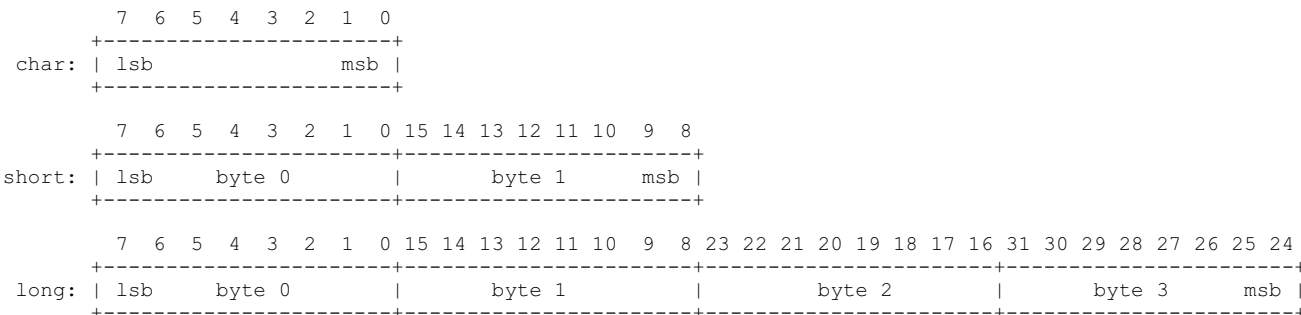 7  6  5  4  3  2  1  0
      +-----------------------+
char: | lsb               msb |
      +-----------------------+
        7  6  5  4  3  2  1  0 15 14 13 12 11 10  9  8
      +-----------------------+-----------------------+
short: | lsb     byte 0        |       byte 1      msb |
      +-----------------------+-----------------------+
        7  6  5  4  3  2  1  0 15 14 13 12 11 10  9  8 23 22 21 20 19 18 17 16 31 30 29 28 27 26 25 24
      +-----------------------+-----------------------+-----------------------+-----------------------+
long: | lsb     byte 0        |       byte 1          |         byte 2        |       byte 3      msb |
      +-----------------------+-----------------------+-----------------------+-----------------------+